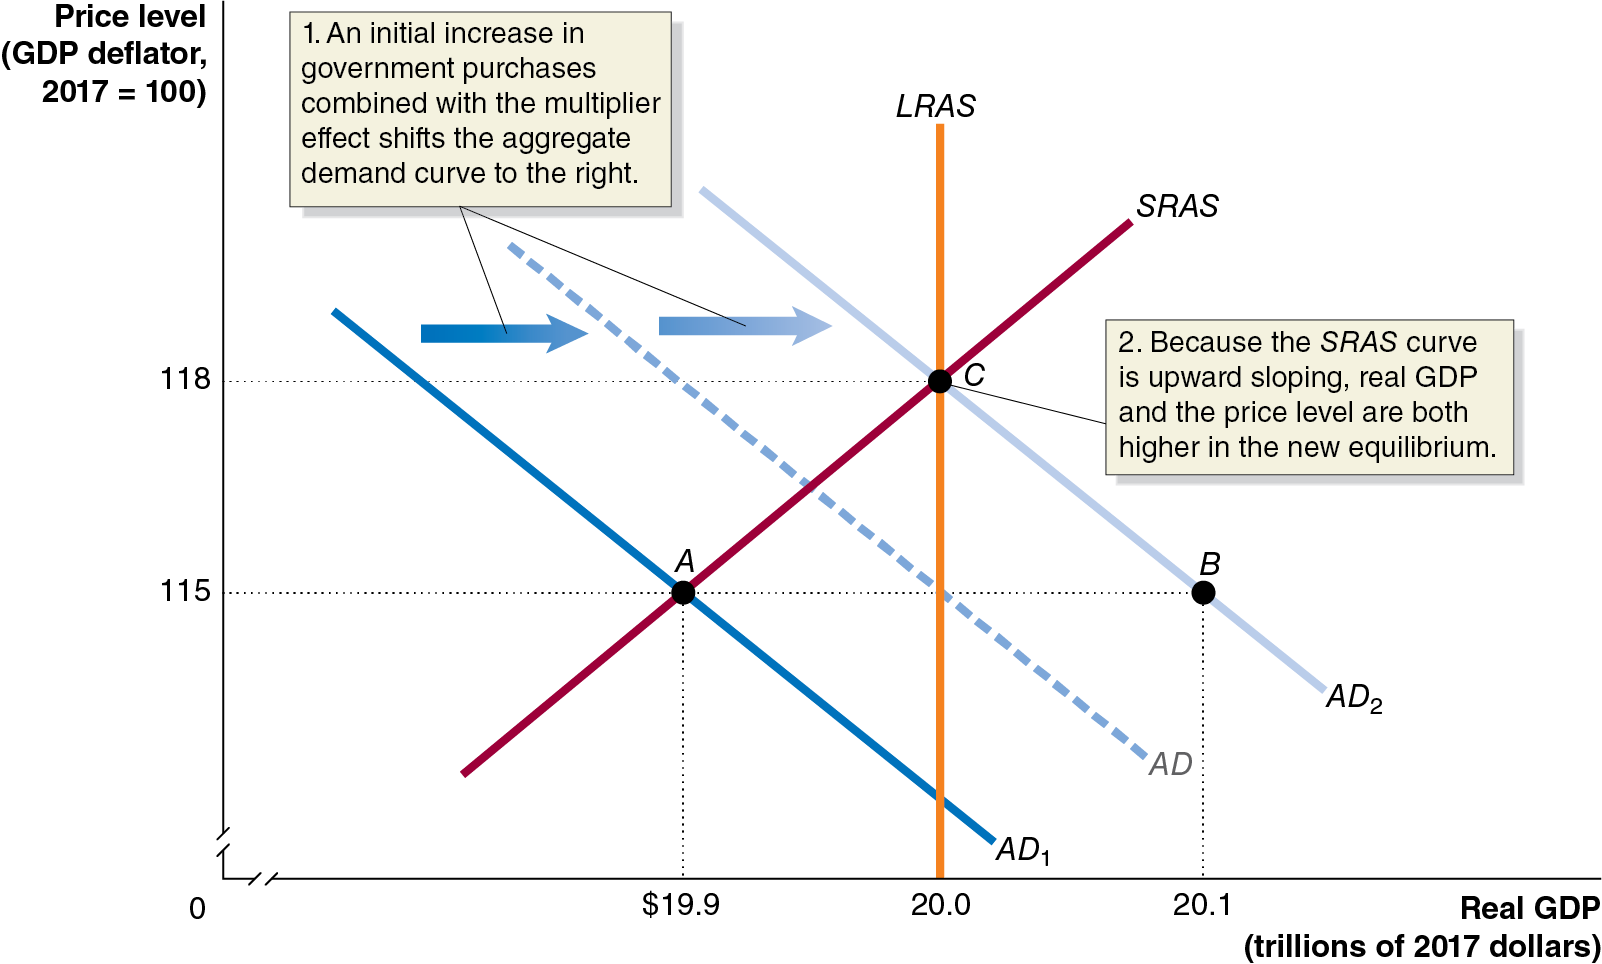 Price level
(GDP deflator,
2017 = 100)
1. An initial increase in
government purchases
combined with the multiplier
effect shifts the aggregate
demand curve to the right.
LRAS
SRAS
2. Because the SRAS curve
is upward sloping, real GDP
and the price level are both
higher in the new equilibrium.
118
C
A
B
115
AD₂
AD
AD₁
0
$19.9
20.0
20.1
Real GDP
(trillions of 2017 dollars)